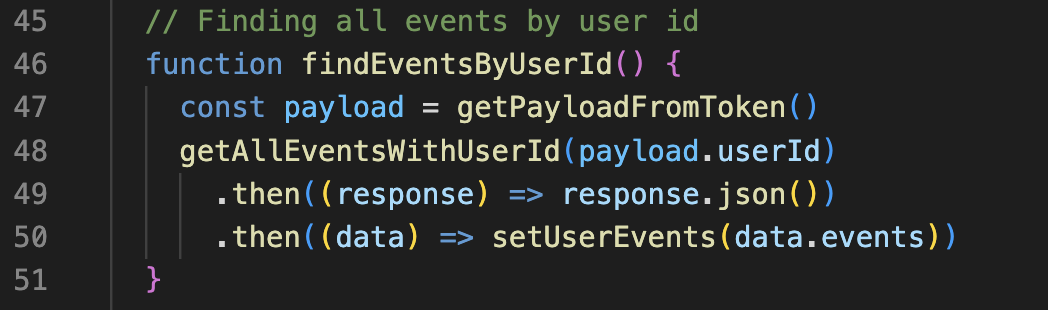 45 // Finding all events by user id
46 function findEventsByUserId() {
47 const payload = getPayloadFromToken()
48 getAllEventsWithUserId(payload.userId)
49 .then((response) => response.json())
50 .then((data) => setUserEvents(data.events))
51 }